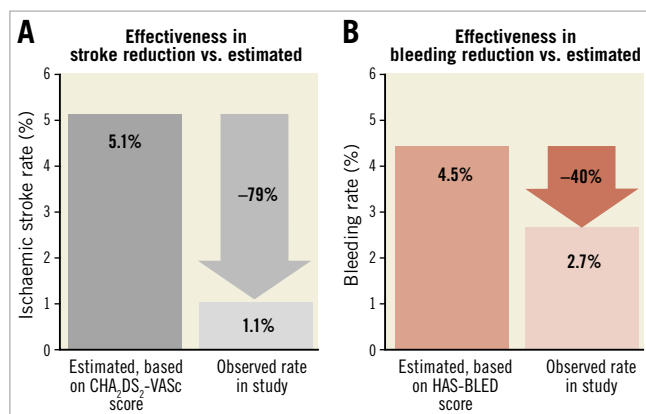 A
Effectiveness in
stroke reduction vs. estimated
Ischaemic stroke rate (%)
6
5
4
3
2
1
0
5.1%
–79%
1.1%
Estimated, based
on CHA₂DS₂-VASc
score
Observed rate
in study
B
Effectiveness in
bleeding reduction vs. estimated
Bleeding rate (%)
6
5
4
3
2
1
0
4.5%
–40%
2.7%
Estimated, based
on HAS-BLED
score
Observed rate
in study